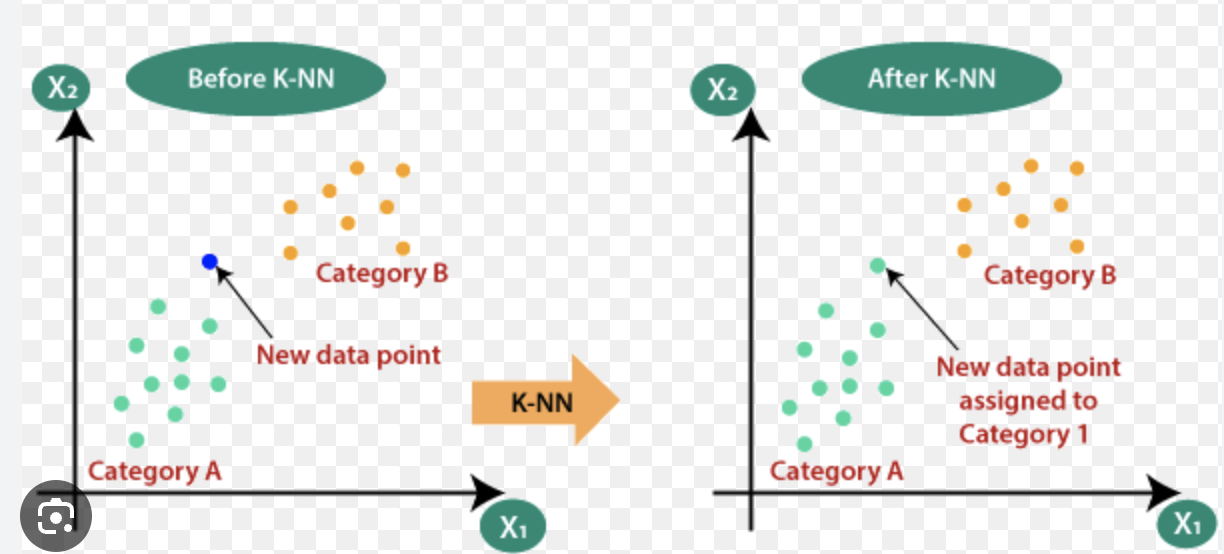 Before K-NN
X₂
Category B
New data point
Category A
X₁
K-NN
After K-NN
X₂
Category B
New data point
assigned to
Category 1
Category A
X₁